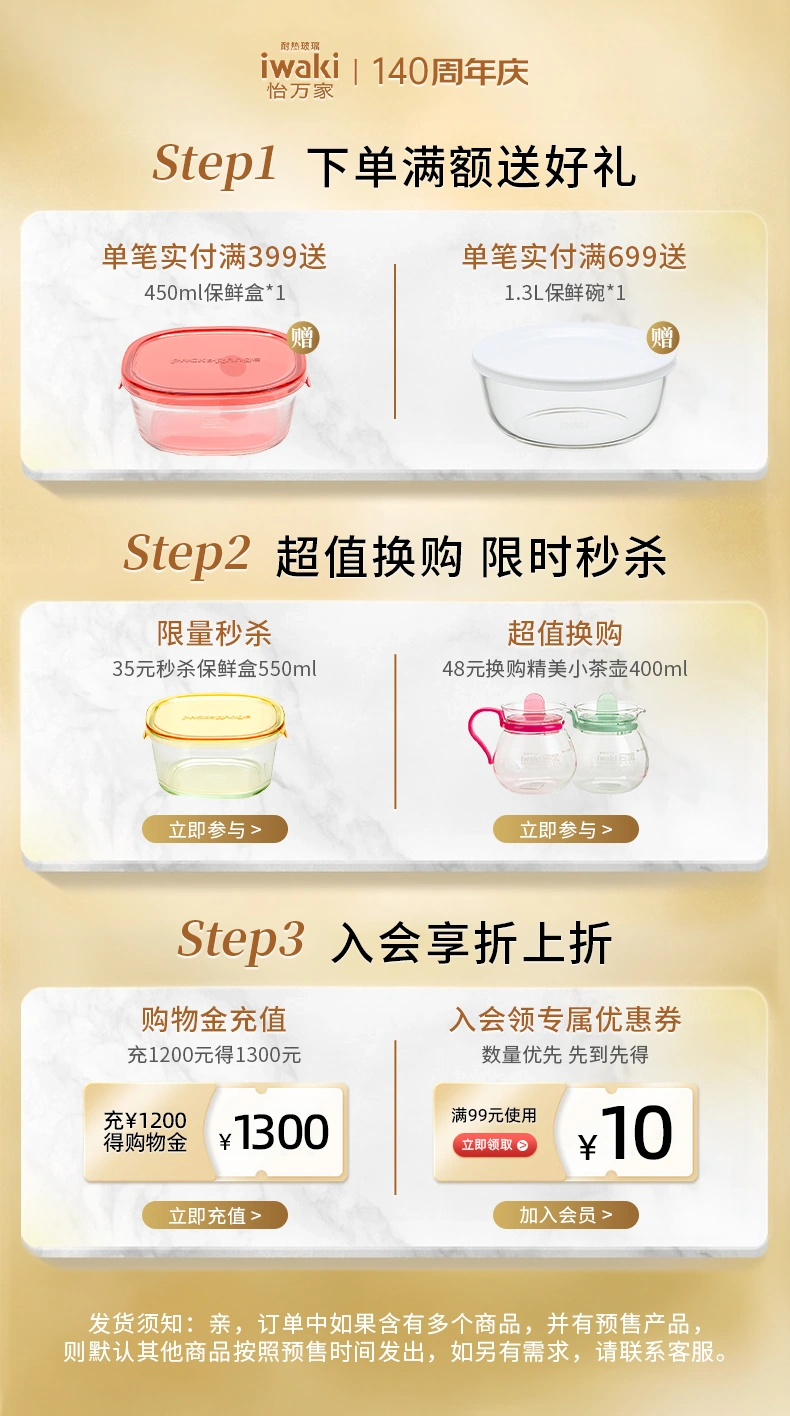 耐热玻璃
iwaki
怡万家
140周年庆
Step1 下单满额送好礼
单笔实付满399送
450ml保鲜盒*1
赠
单笔实付满699送
1.3L保鲜碗*1
赠
Step2 超值换购 限时秒杀
限量秒杀
35元秒杀保鲜盒550ml
立即参与 >
超值换购
48元换购精美小茶壶400ml
iwaki
立即参与 >
Step3 入会享折上折
购物金充值
充1200元得1300元
充¥1200
得购物金
¥1300
立即充值 >
入会领专属优惠券
数量优先 先到先得
满99元使用
立即领取 >
¥10
加入会员 >
发货须知：亲，订单中如果含有多个商品，并有预售产品，
则默认其他商品按照预售时间发出，如另有需求，请联系客服。